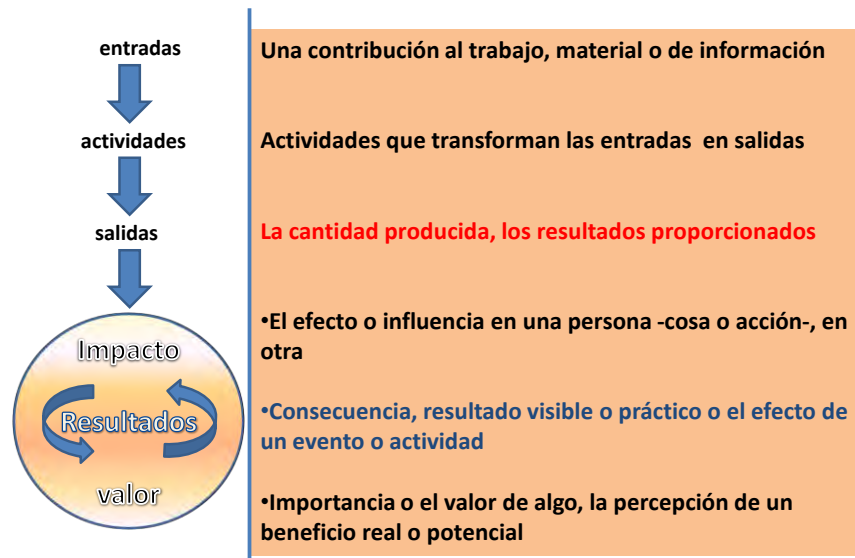 entradas
Una contribución al trabajo, material o de información
actividades
Actividades que transforman las entradas en salidas
salidas
La cantidad producida, los resultados proporcionados
Impacto
Resultados
valor
•El efecto o influencia en una persona -cosa o acción-, en
otra
•Consecuencia, resultado visible o práctico o el efecto de
un evento o actividad
•Importancia o el valor de algo, la percepción de un
beneficio real o potencial